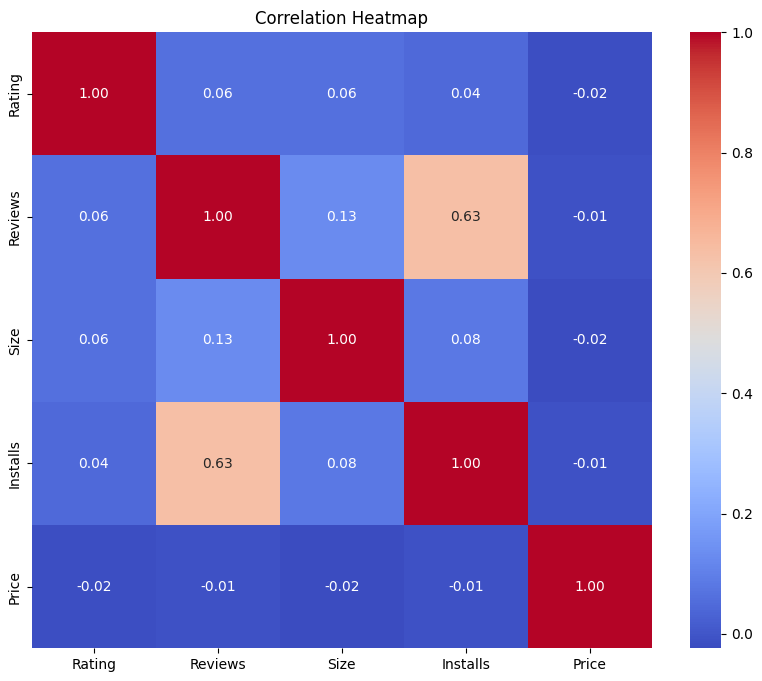 Correlation Heatmap
Rating 1.00 0.06 0.06 0.04 -0.02
Reviews 0.06 1.00 0.13 0.63 -0.01
Size 0.06 0.13 1.00 0.08 -0.02
Installs 0.04 0.63 0.08 1.00 -0.01
Price -0.02 -0.01 -0.02 -0.01 1.00
Rating Reviews Size Installs Price
1.0
0.8
0.6
0.4
0.2
0.0